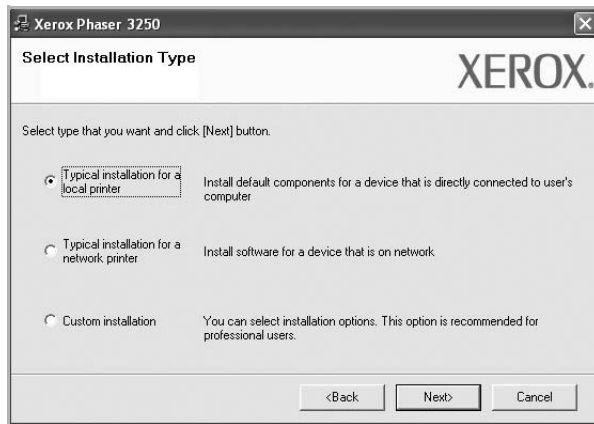 Xerox Phaser 3250
Select Installation Type
XEROX.
Select type that you want and click [Next] button.
Typical installation for a
local printer
Install default components for a device that is directly connected to user's
computer
Typical installation for a
network printer
Install software for a device that is on network
Custom installation
You can select installation options. This option is recommended for
professional users.
<Back
Next>
Cancel